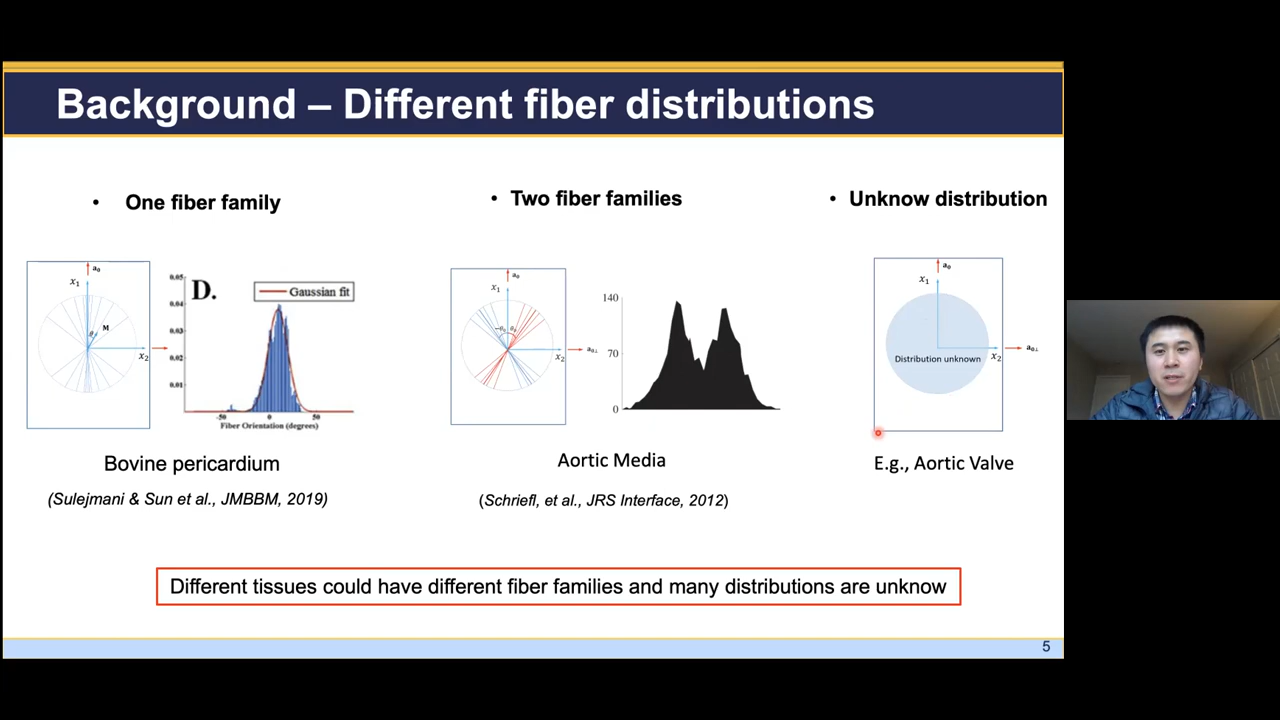 Background – Different fiber distributions
• One fiber family
• Two fiber families
• Unknow distribution
a₀
x₁
θ
M
x₂
D.
Gaussian fit
0.05
0.04
0.03
0.02
0.01
-50
0
50
Fiber Orientation (degrees)
a₀
x₁
x₂
a₀⊥
140
70
0
a₀
x₁
Distribution unknown
x₂
a₀⊥
Bovine pericardium
Aortic Media
E.g., Aortic Valve
(Sulejmani & Sun et al., JMBBM, 2019)
(Schriefl, et al., JRS Interface, 2012)
Different tissues could have different fiber families and many distributions are unknow
5